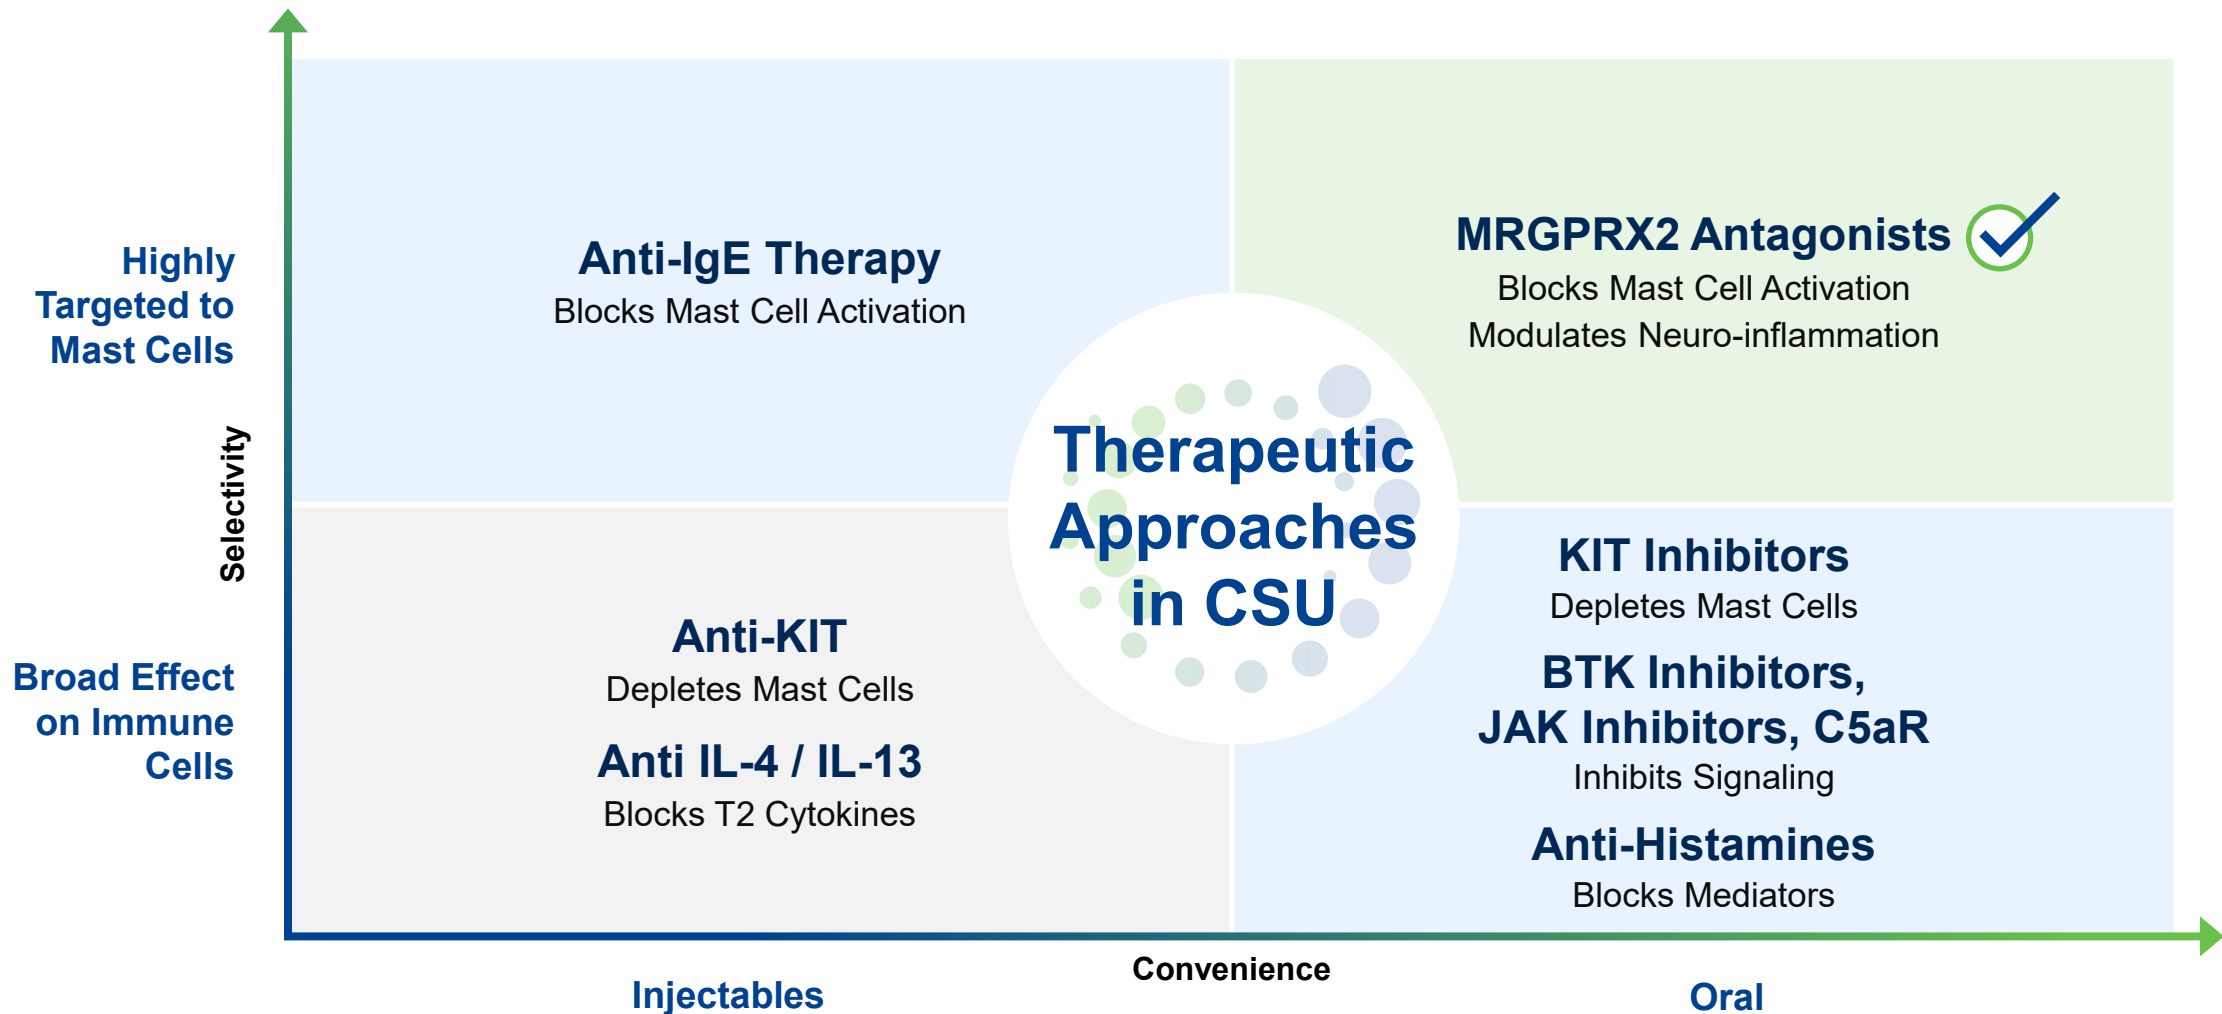 Highly
Targeted to
Mast Cells
Selectivity
Broad Effect
on Immune
Cells
Anti-IgE Therapy
Blocks Mast Cell Activation
MRGPRX2 Antagonists
Blocks Mast Cell Activation
Modulates Neuro-inflammation
Therapeutic
Approaches
in CSU
Anti-KIT
Depletes Mast Cells
Anti IL-4 / IL-13
Blocks T2 Cytokines
KIT Inhibitors
Depletes Mast Cells
BTK Inhibitors,
JAK Inhibitors, C5aR
Inhibits Signaling
Anti-Histamines
Blocks Mediators
Convenience
Injectables
Oral